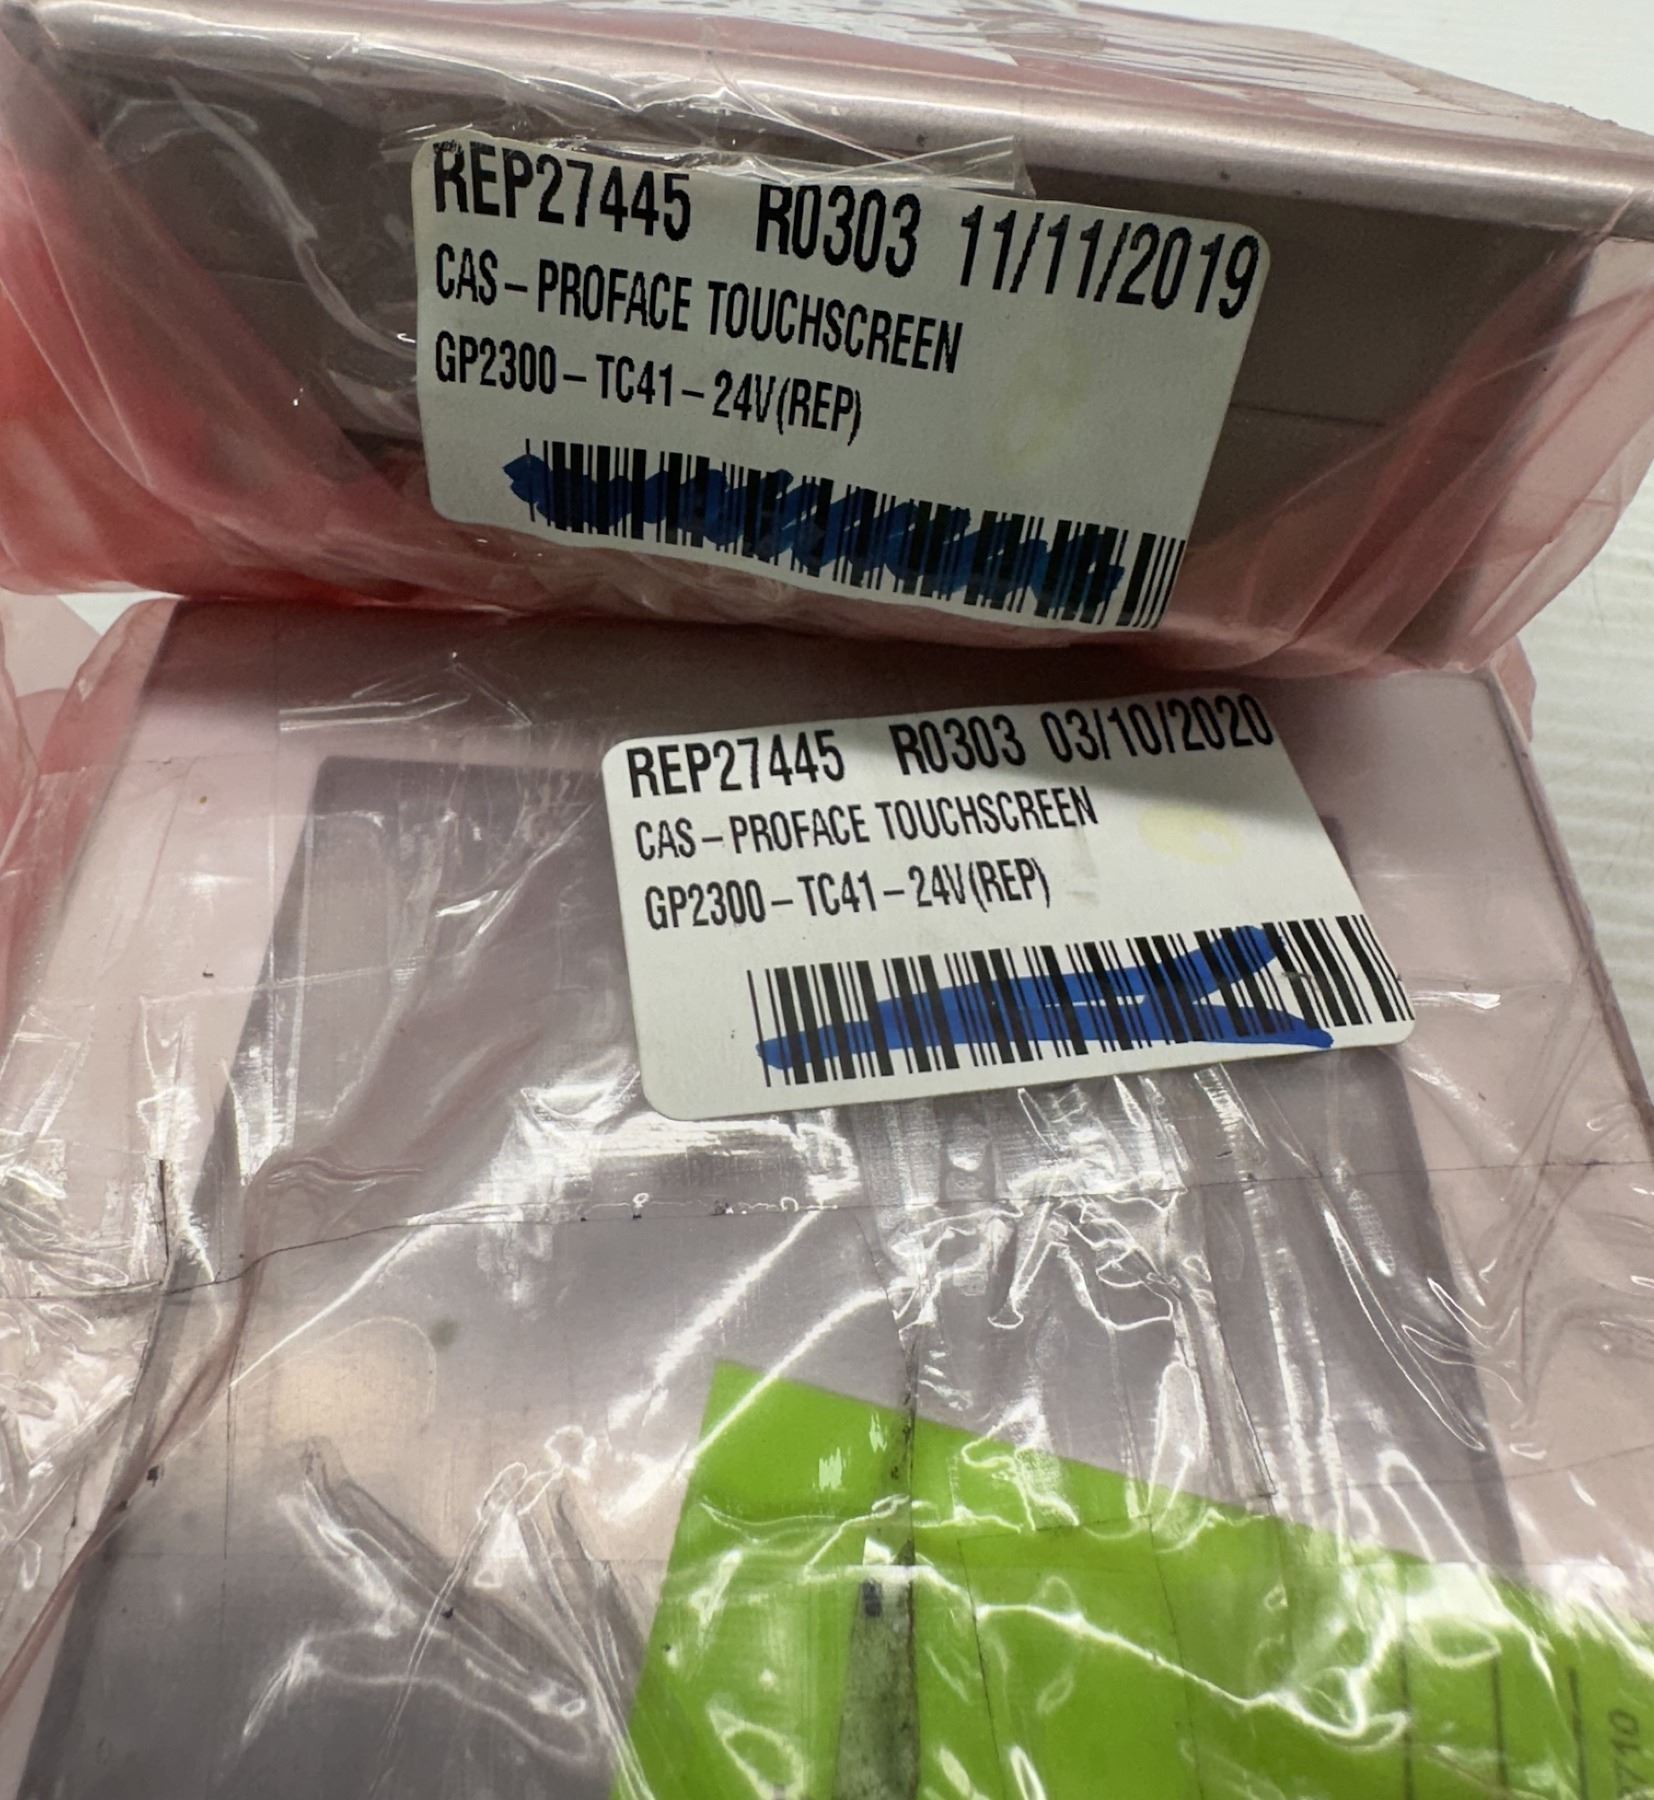 REP27445 R0303 11/11/2019
CAS-PROFACE TOUCHSCREEN
GP2300-TC41-24V(REP)
REP27445 R0303 03/10/2020
CAS-PROFACE TOUCHSCREEN
GP2300-TC41-24V(REP)